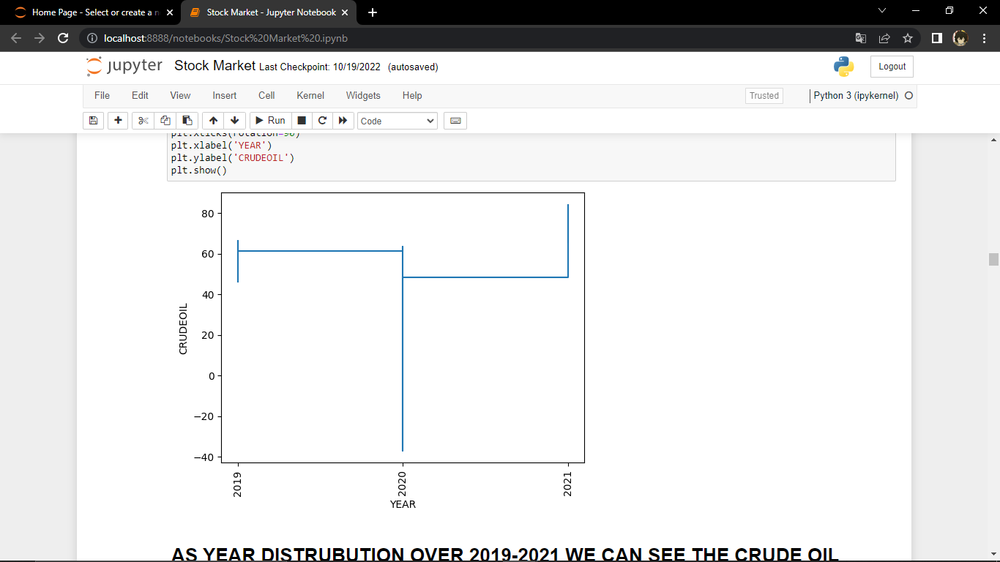 Home Page - Select or create a n
Stock Market - Jupyter Notebook
localhost:8888/notebooks/Stock%20Market%20.ipynb
jupyter Stock Market Last Checkpoint: 10/19/2022 (autosaved)
Logout
File Edit View Insert Cell Kernel Widgets Help
Trusted
Python 3 (ipykernel)
Run
Code
plt.xticks(rotation=90)
plt.xlabel('YEAR')
plt.ylabel('CRUDEOIL')
plt.show()
80
60
40
20
0
−20
−40
CRUDEOIL
2019 2020 2021
YEAR
AS YEAR DISTRUBUTION OVER 2019-2021 WE CAN SEE THE CRUDE OIL